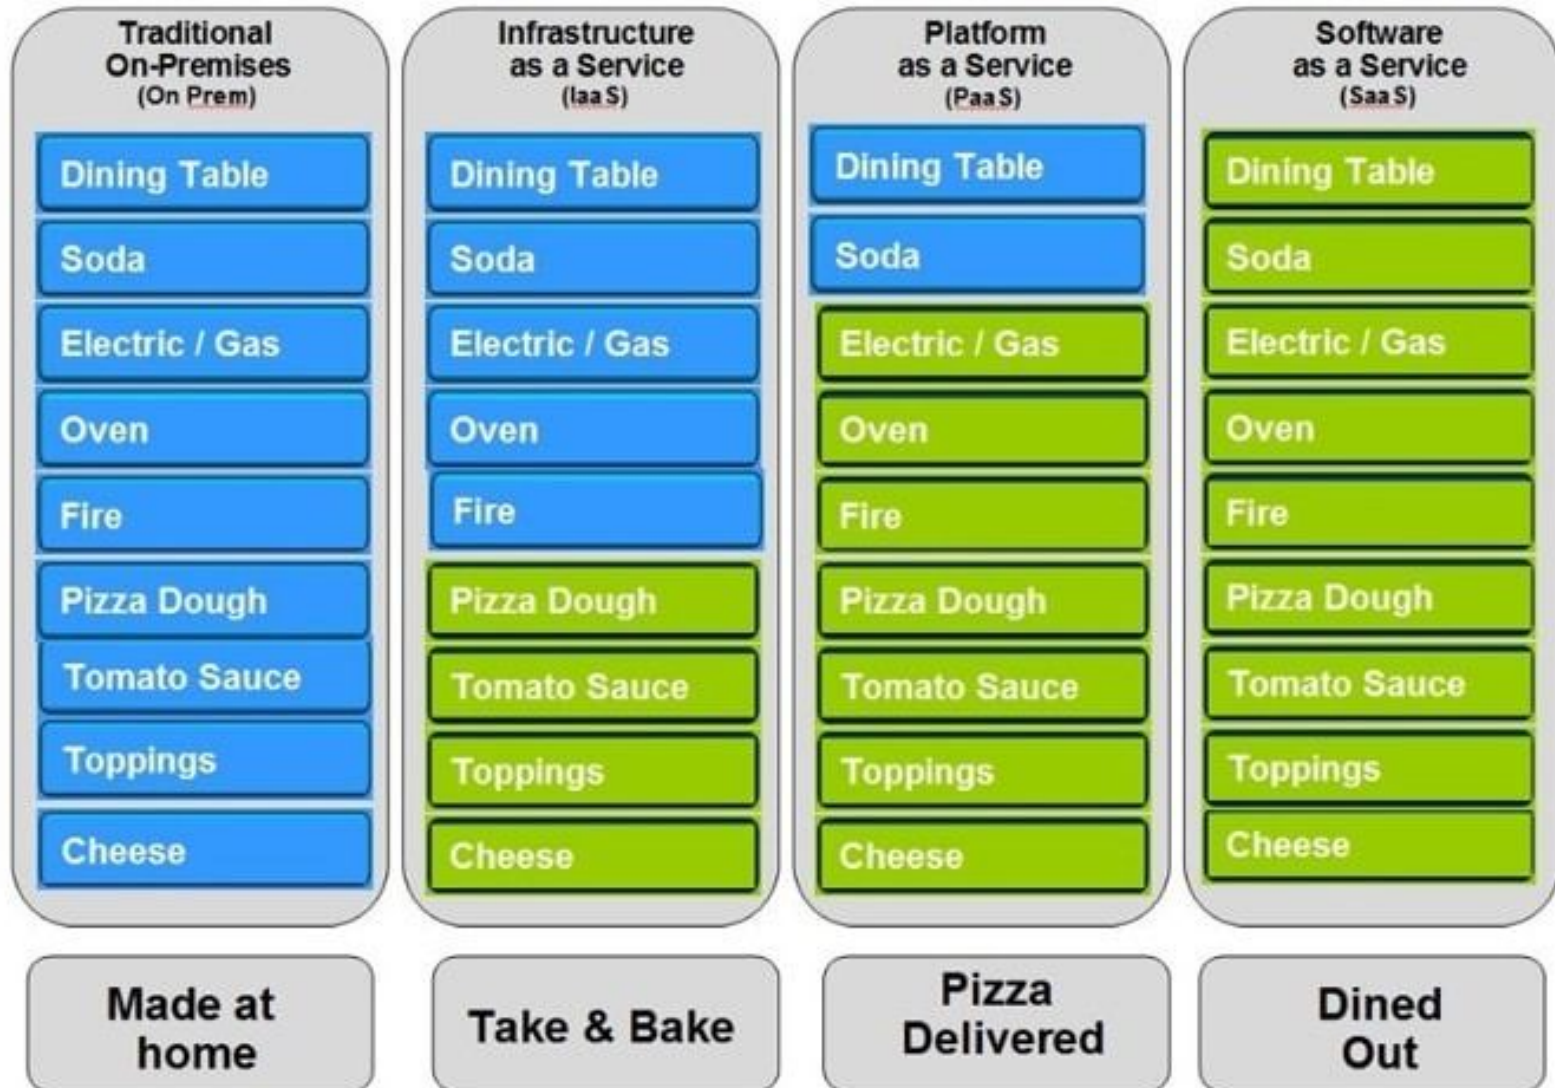 Traditional
On-Premises
(On Prem)
Dining Table
Soda
Electric / Gas
Oven
Fire
Pizza Dough
Tomato Sauce
Toppings
Cheese
Made at
home
Infrastructure
as a Service
(IaaS)
Dining Table
Soda
Electric / Gas
Oven
Fire
Pizza Dough
Tomato Sauce
Toppings
Cheese
Take & Bake
Platform
as a Service
(PaaS)
Dining Table
Soda
Electric / Gas
Oven
Fire
Pizza Dough
Tomato Sauce
Toppings
Cheese
Pizza
Delivered
Software
as a Service
(SaaS)
Dining Table
Soda
Electric / Gas
Oven
Fire
Pizza Dough
Tomato Sauce
Toppings
Cheese
Dined
Out